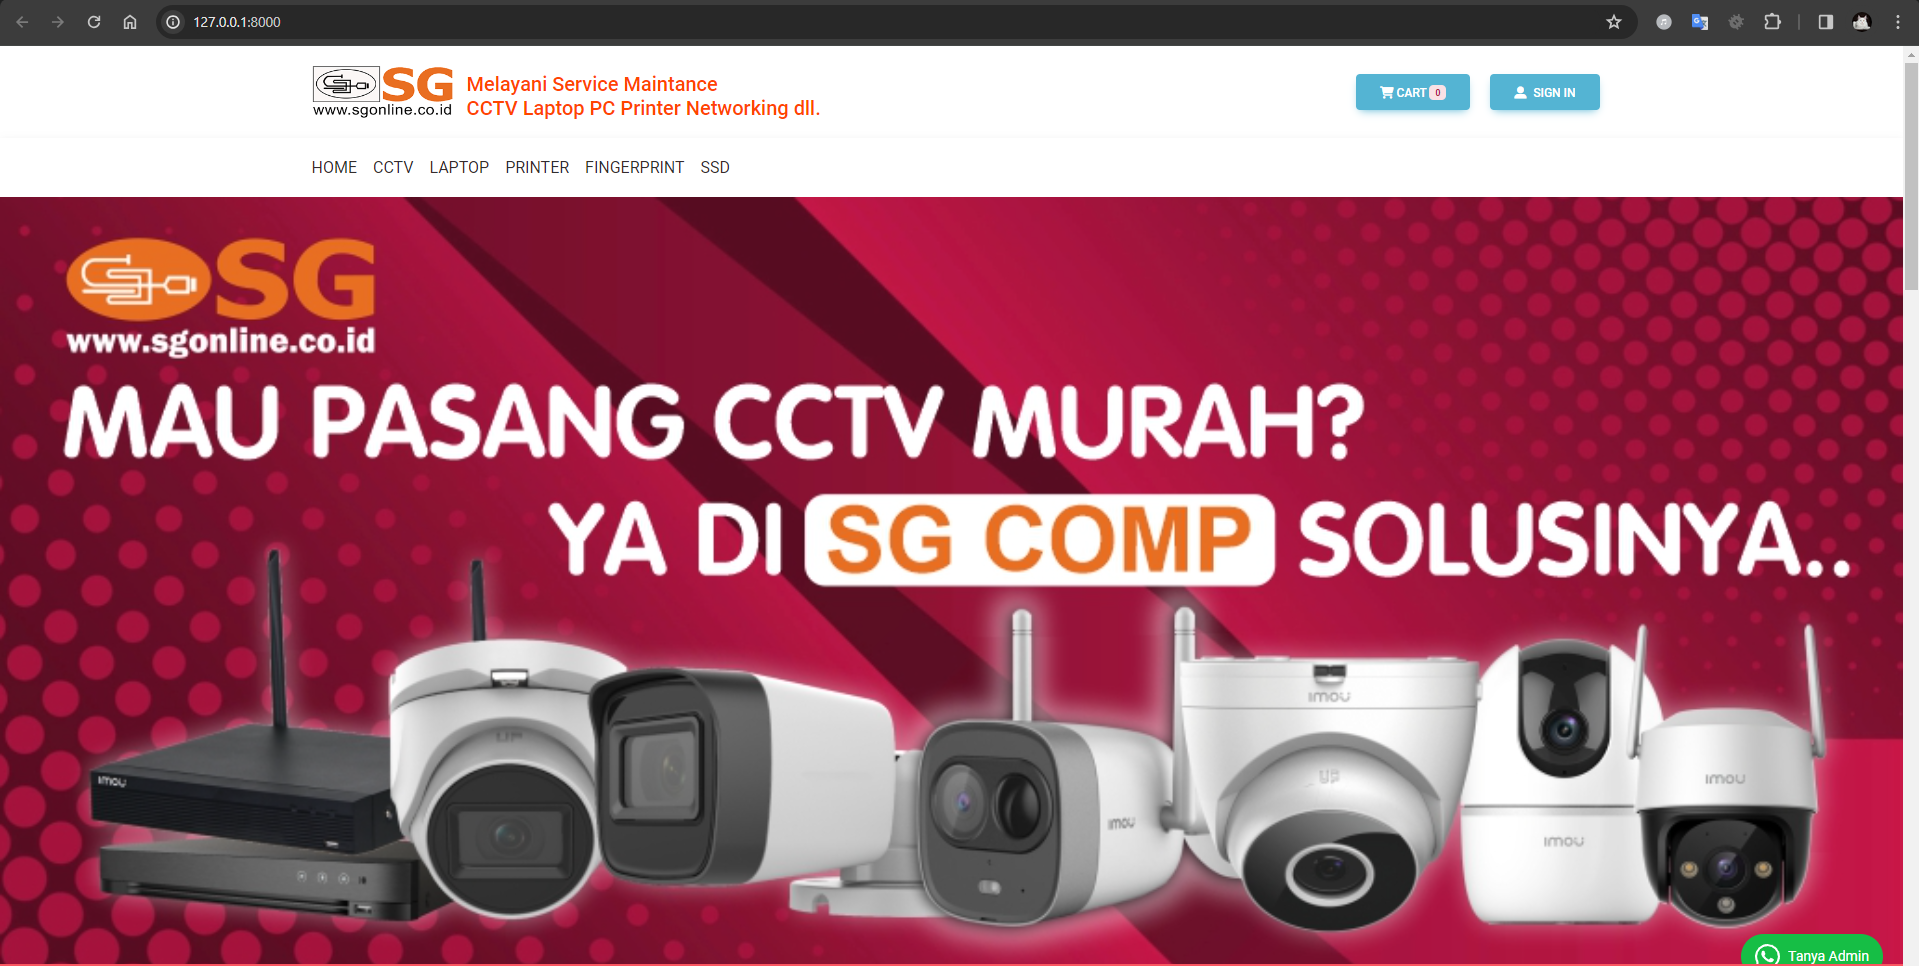 127.0.0.1:8000
SG
www.sgonline.co.id
Melayani Service Maintance
CCTV Laptop PC Printer Networking dll.
CART 0
SIGN IN
HOME CCTV LAPTOP PRINTER FINGERPRINT SSD
SG
www.sgonline.co.id
MAU PASANG CCTV MURAH?
YA DI SG COMP SOLUSINYA..
imou
imou
imou
imou
imou
Tanya Admin